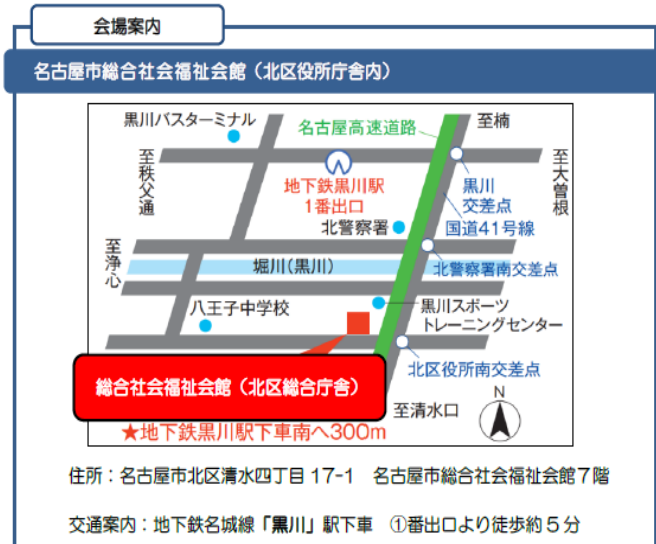 会場案内
名古屋市総合社会福祉会館（北区役所庁舎内）
黒川バスターミナル
名古屋高速道路
至楠
至秩父通
至大曽根
地下鉄黒川駅
1番出口
黒川
交差点
北警察署
国道41号線
至浄心
堀川(黒川)
北警察署南交差点
八王子中学校
黒川スポーツ
トレーニングセンター
北区役所南交差点
総合社会福祉会館（北区総合庁舎）
至清水口
N
★地下鉄黒川駅下車南へ300m
住所：名古屋市北区清水四丁目17-1　名古屋市総合社会福祉会館７階
交通案内：地下鉄名城線「黒川」駅下車　①番出口より徒歩約５分